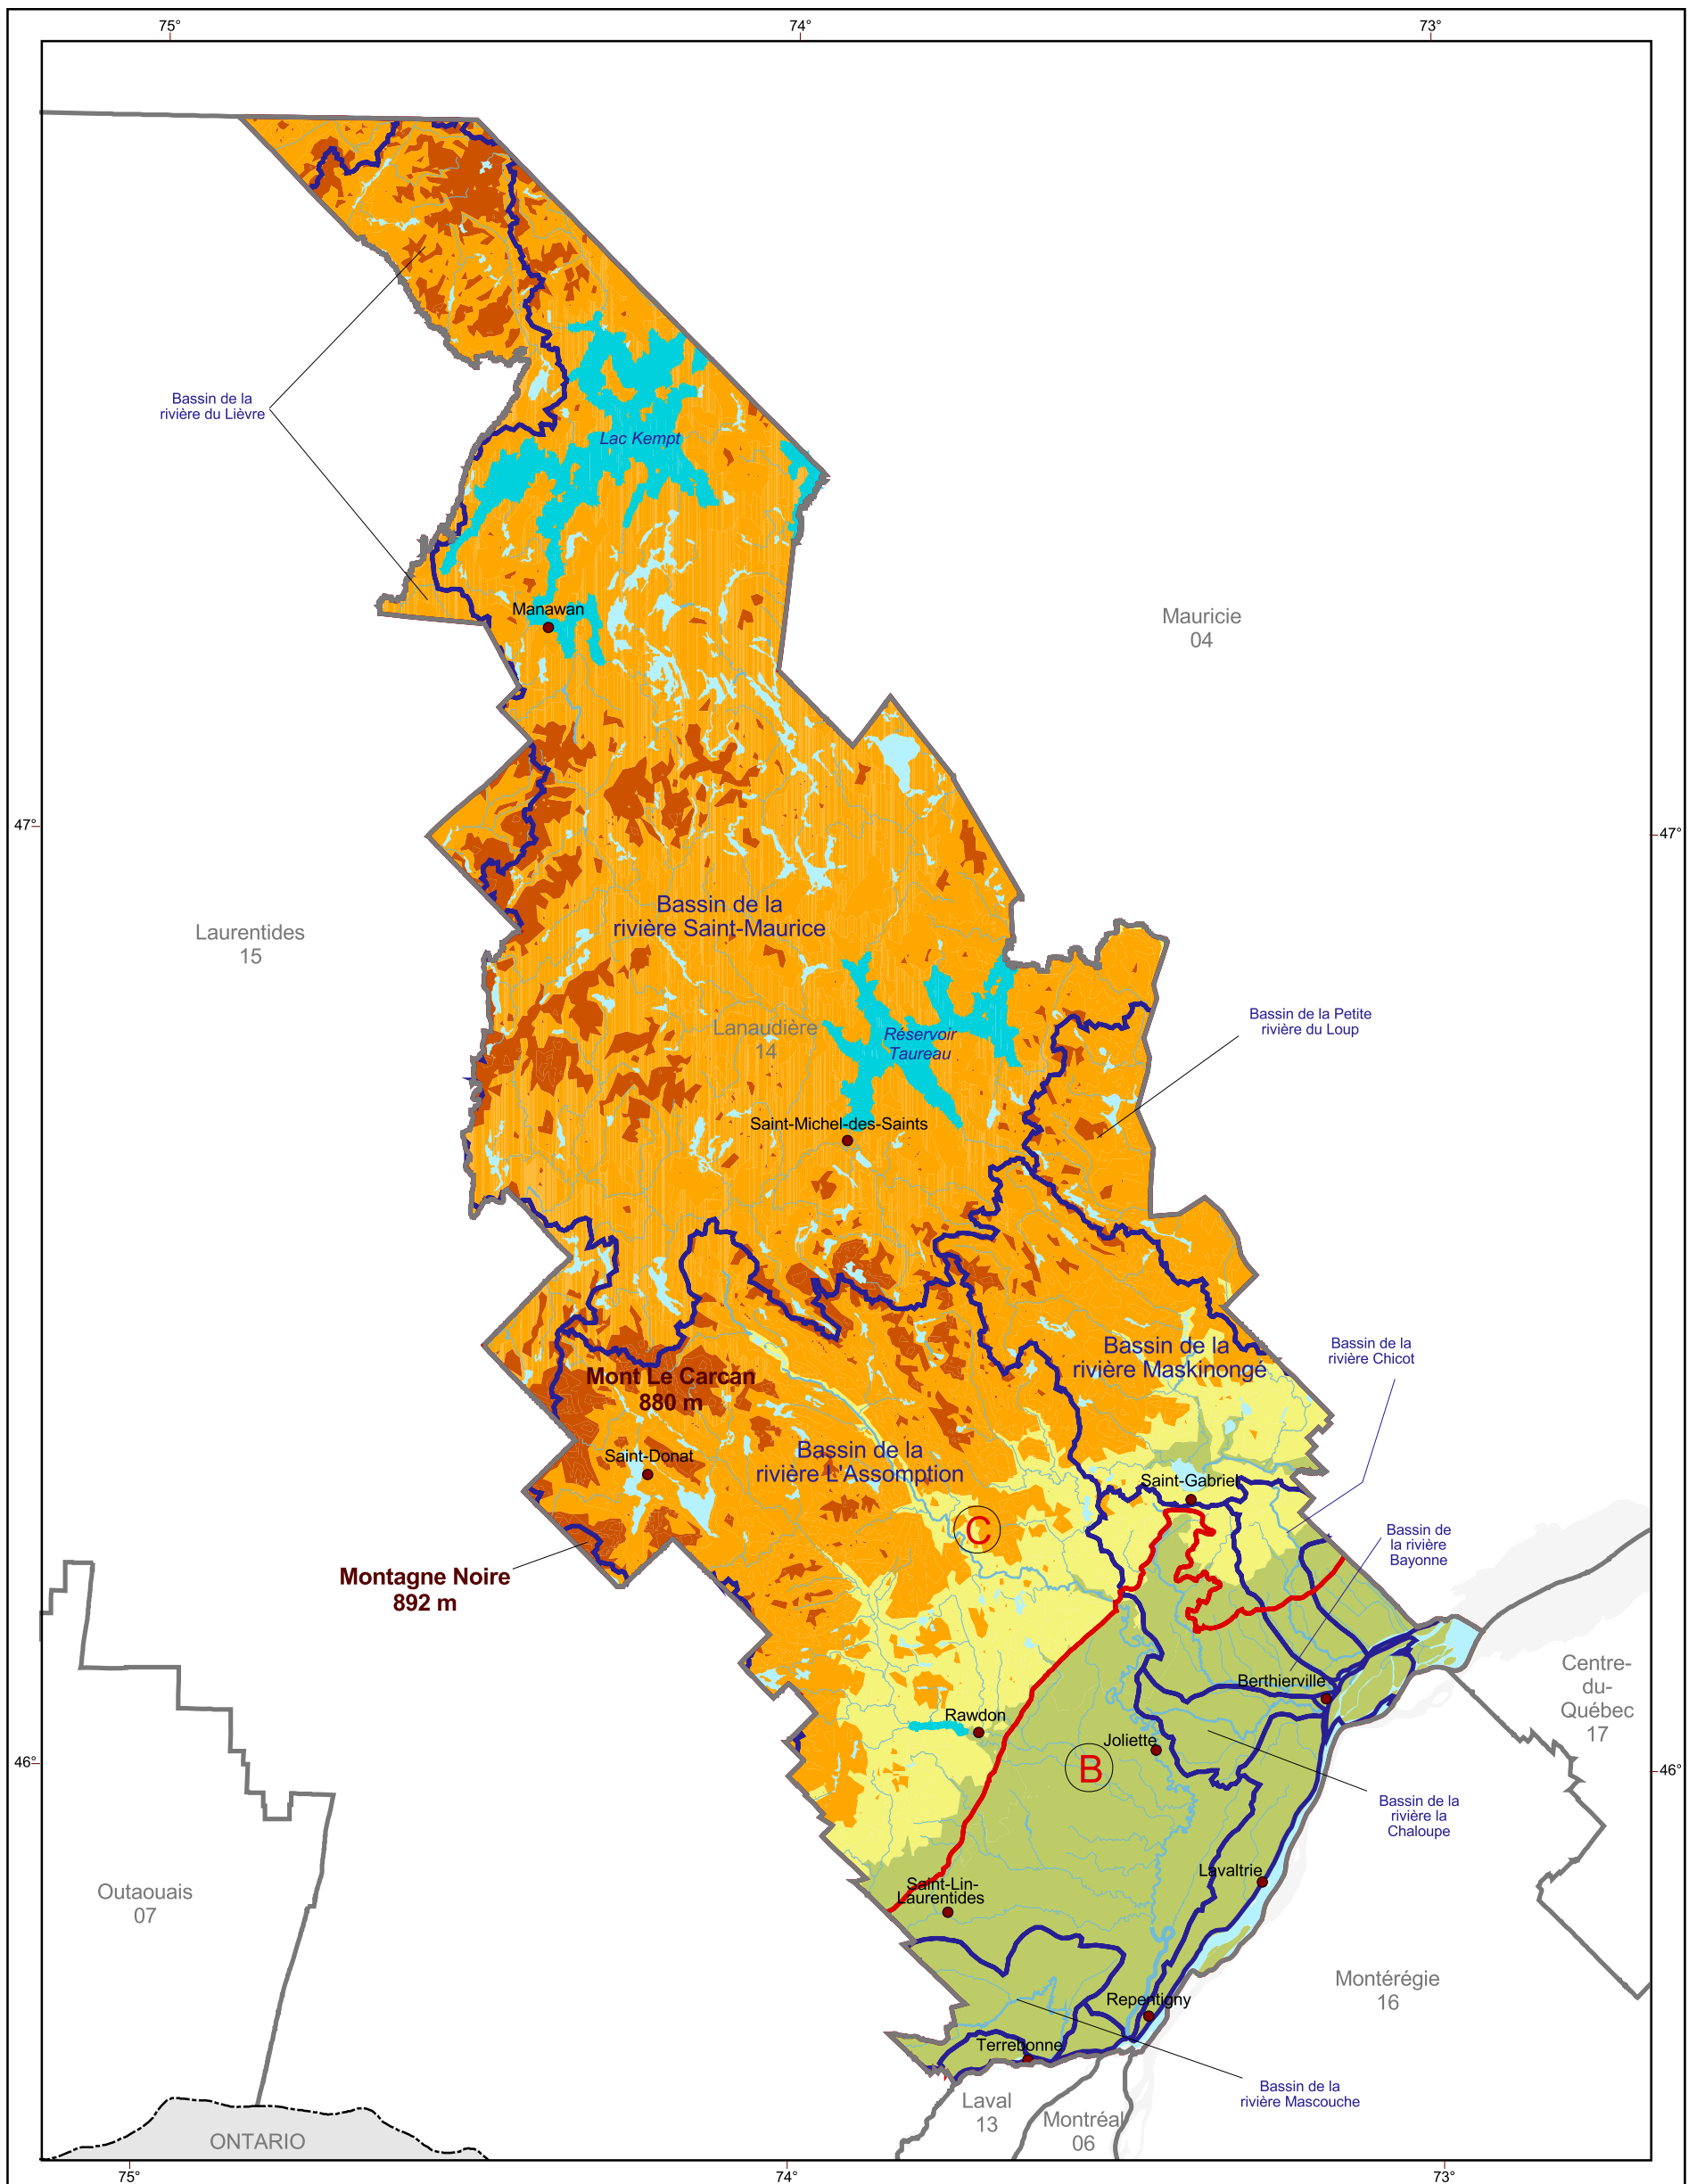 75°
74°
73°
Bassin de la
rivière du Lièvre
Lac Kempt
Manawan
Mauricie
04
47°
47°
Bassin de la
rivière Saint-Maurice
Laurentides
15
Lanaudière
14
Réservoir
Taureau
Bassin de la Petite
rivière du Loup
Saint-Michel-des-Saints
Bassin de la
rivière Maskinongé
Bassin de la
rivière Chicot
Mont Le Carcan
880 m
Saint-Donat
Bassin de la
rivière L'Assomption
Saint-Gabriel
C
Bassin de
la rivière
Bayonne
Montagne Noire
892 m
Berthierville
Centre-
du-
Québec
17
Rawdon
Joliette
B
46°
46°
Bassin de la
rivière la
Chaloupe
Lavaltrie
Saint-Lin-
Laurentides
Outaouais
07
Montérégie
16
Repentigny
Terrebonne
Bassin de la
rivière Mascouche
Laval
13
Montréal
06
ONTARIO
75°
74°
73°